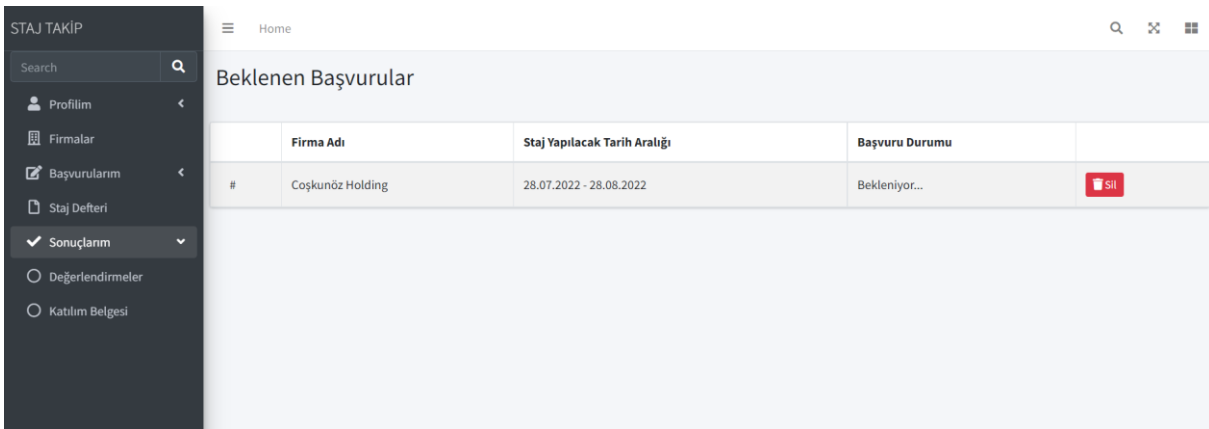 STAJ TAKİP
Home
Search
Profilim
Firmalar
Başvurularım
Staj Defteri
Sonuçlarım
Değerlendirmeler
Katılım Belgesi
Beklenen Başvurular
Firma Adı Staj Yapılacak Tarih Aralığı Başvuru Durumu
# Coşkunöz Holding 28.07.2022 - 28.08.2022 Bekleniyor... Sil